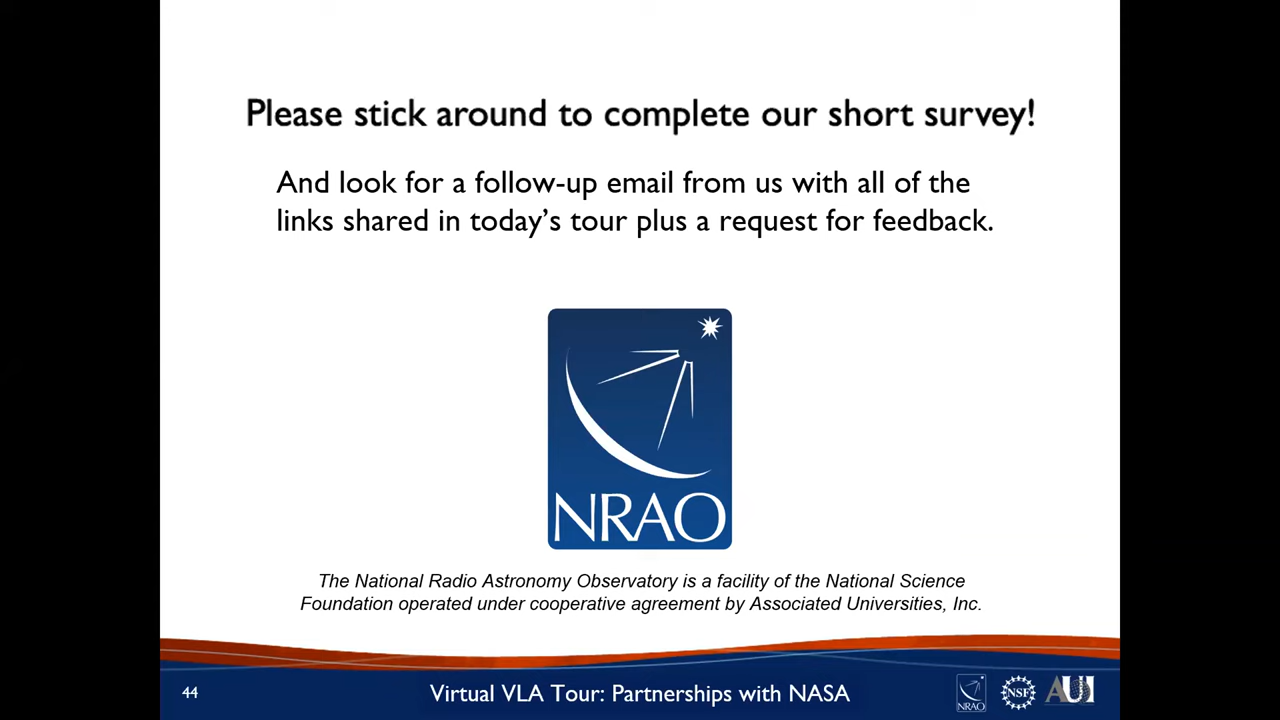 Please stick around to complete our short survey!
And look for a follow-up email from us with all of the
links shared in today's tour plus a request for feedback.
NRAO
The National Radio Astronomy Observatory is a facility of the National Science
Foundation operated under cooperative agreement by Associated Universities, Inc.
44
Virtual VLA Tour: Partnerships with NASA
NRAO
NSF
AUI